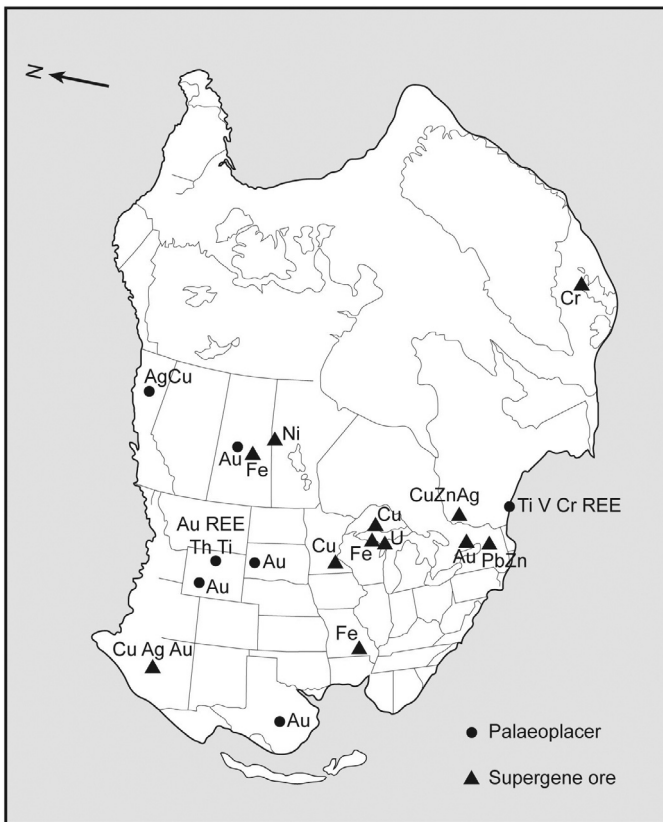 N
Cr
AgCu
Ni
Au
Fe
CuZnAg
Ti V Cr REE
Cu
Au REE
Th Ti
Fe
U
Cu
Au
Au
PbZn
Au
Fe
Cu Ag Au
Au
Palaeoplacer
Supergene ore